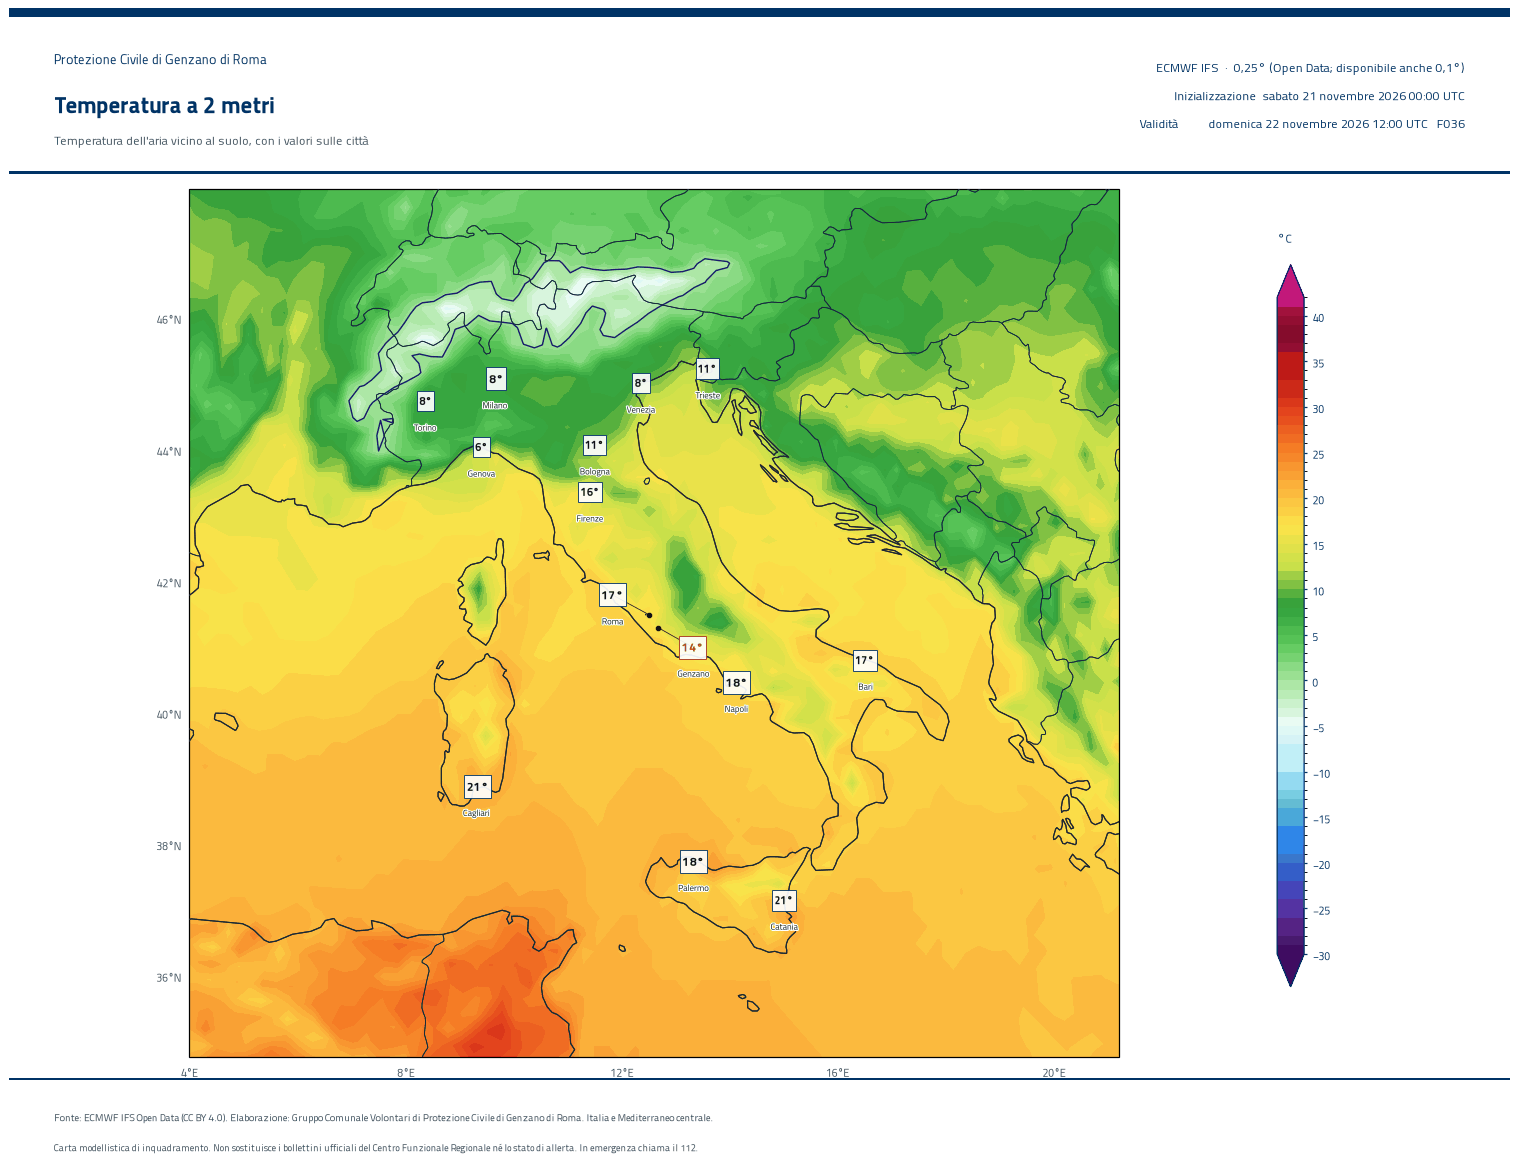 Protezione Civile di Genzano di Roma
Temperatura a 2 metri
Temperatura dell'aria vicino al suolo, con i valori sulle città
ECMWF IFS · 0,25° (Open Data; disponibile anche 0,1°)
Inizializzazione sabato 21 novembre 2026 00:00 UTC
Validità domenica 22 novembre 2026 12:00 UTC F036
°C
40
35
30
25
20
15
10
5
0
−5
−10
−15
−20
−25
−30
46°N
44°N
42°N
40°N
38°N
36°N
4°E
8°E
12°E
16°E
20°E
11°
Trieste
8°
Milano
8°
Venezia
8°
Torino
6°
Genova
11°
Bologna
16°
Firenze
17°
Roma
14°
Genzano
17°
Bari
18°
Napoli
21°
Cagliari
18°
Palermo
21°
Catania
Fonte: ECMWF IFS Open Data (CC BY 4.0). Elaborazione: Gruppo Comunale Volontari di Protezione Civile di Genzano di Roma. Italia e Mediterraneo centrale.
Carta modellistica di inquadramento. Non sostituisce i bollettini ufficiali del Centro Funzionale Regionale né lo stato di allerta. In emergenza chiama il 112.